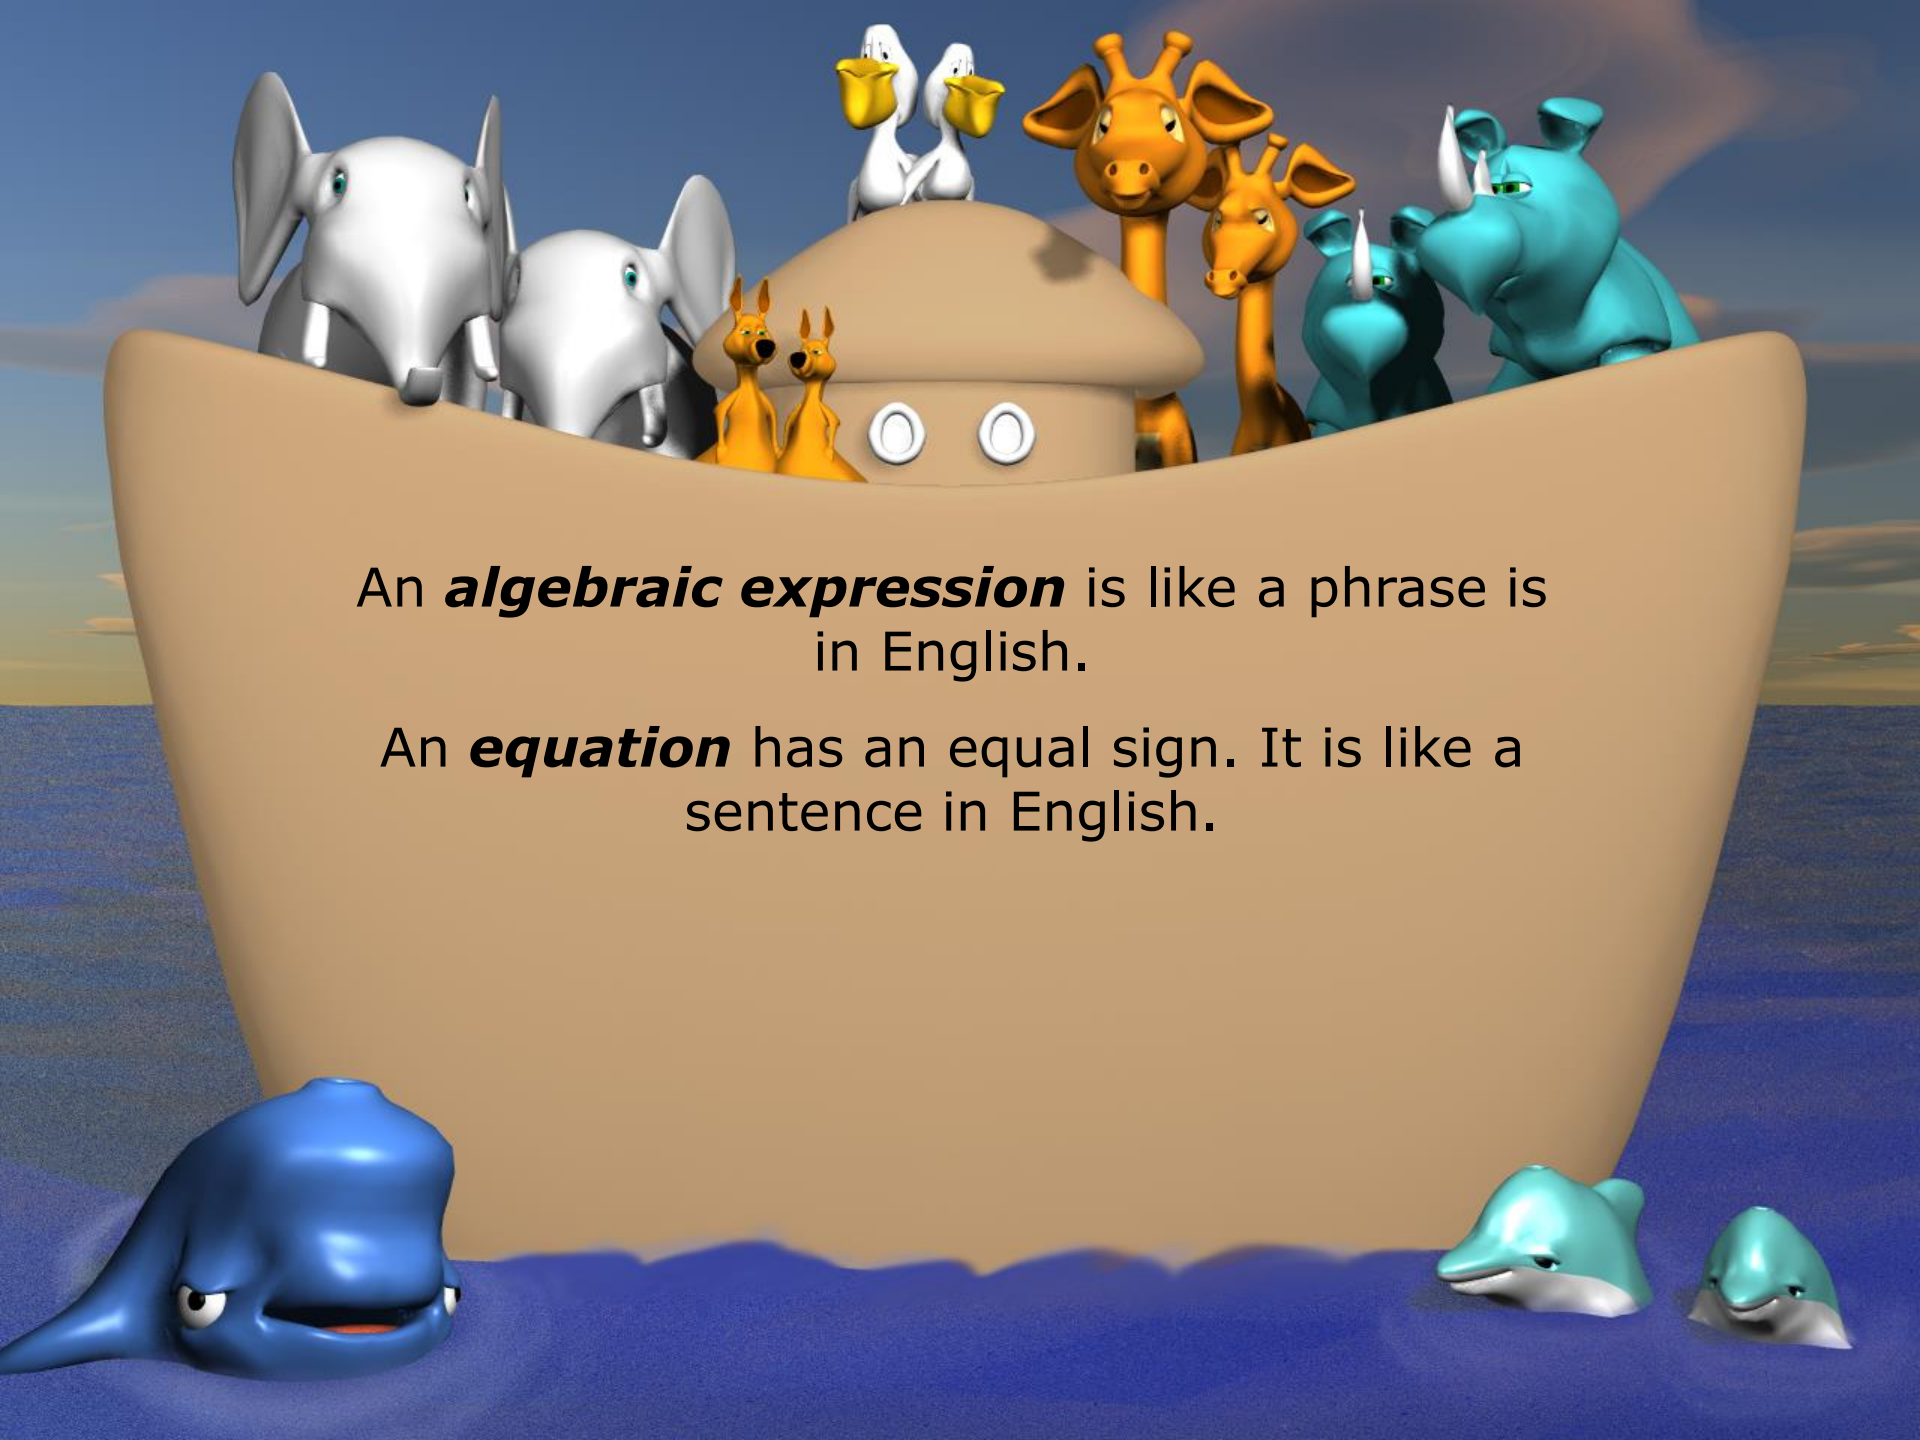 An algebraic expression is like a phrase is
in English.
An equation has an equal sign. It is like a
sentence in English.